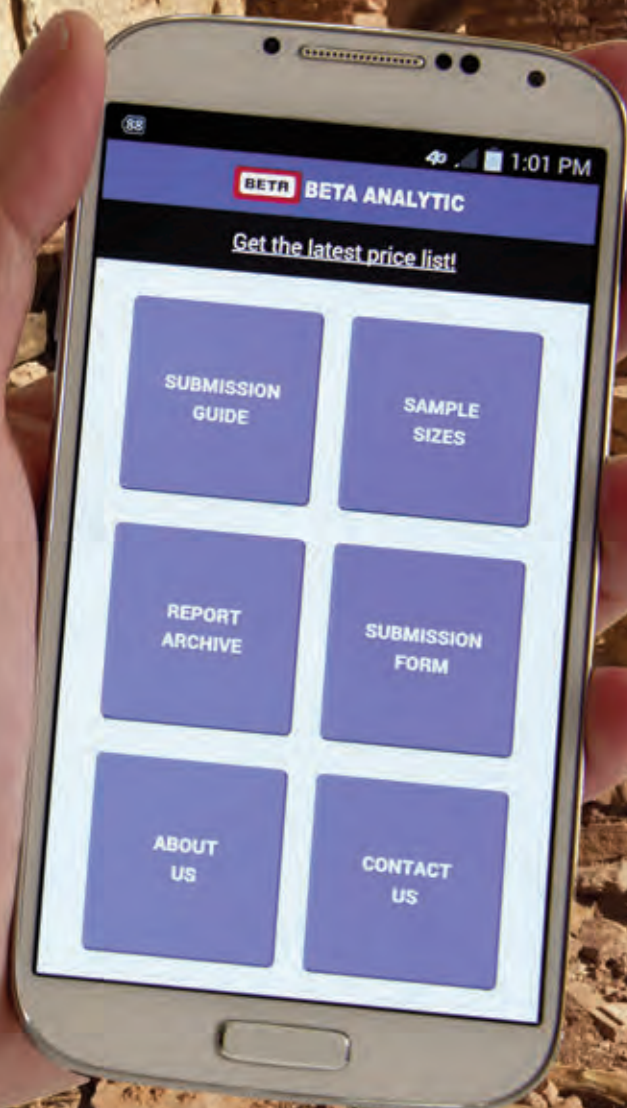 88
4G 1:01 PM
BETA BETA ANALYTIC
Get the latest price list!
SUBMISSION
GUIDE
SAMPLE
SIZES
REPORT
ARCHIVE
SUBMISSION
FORM
ABOUT
US
CONTACT
US